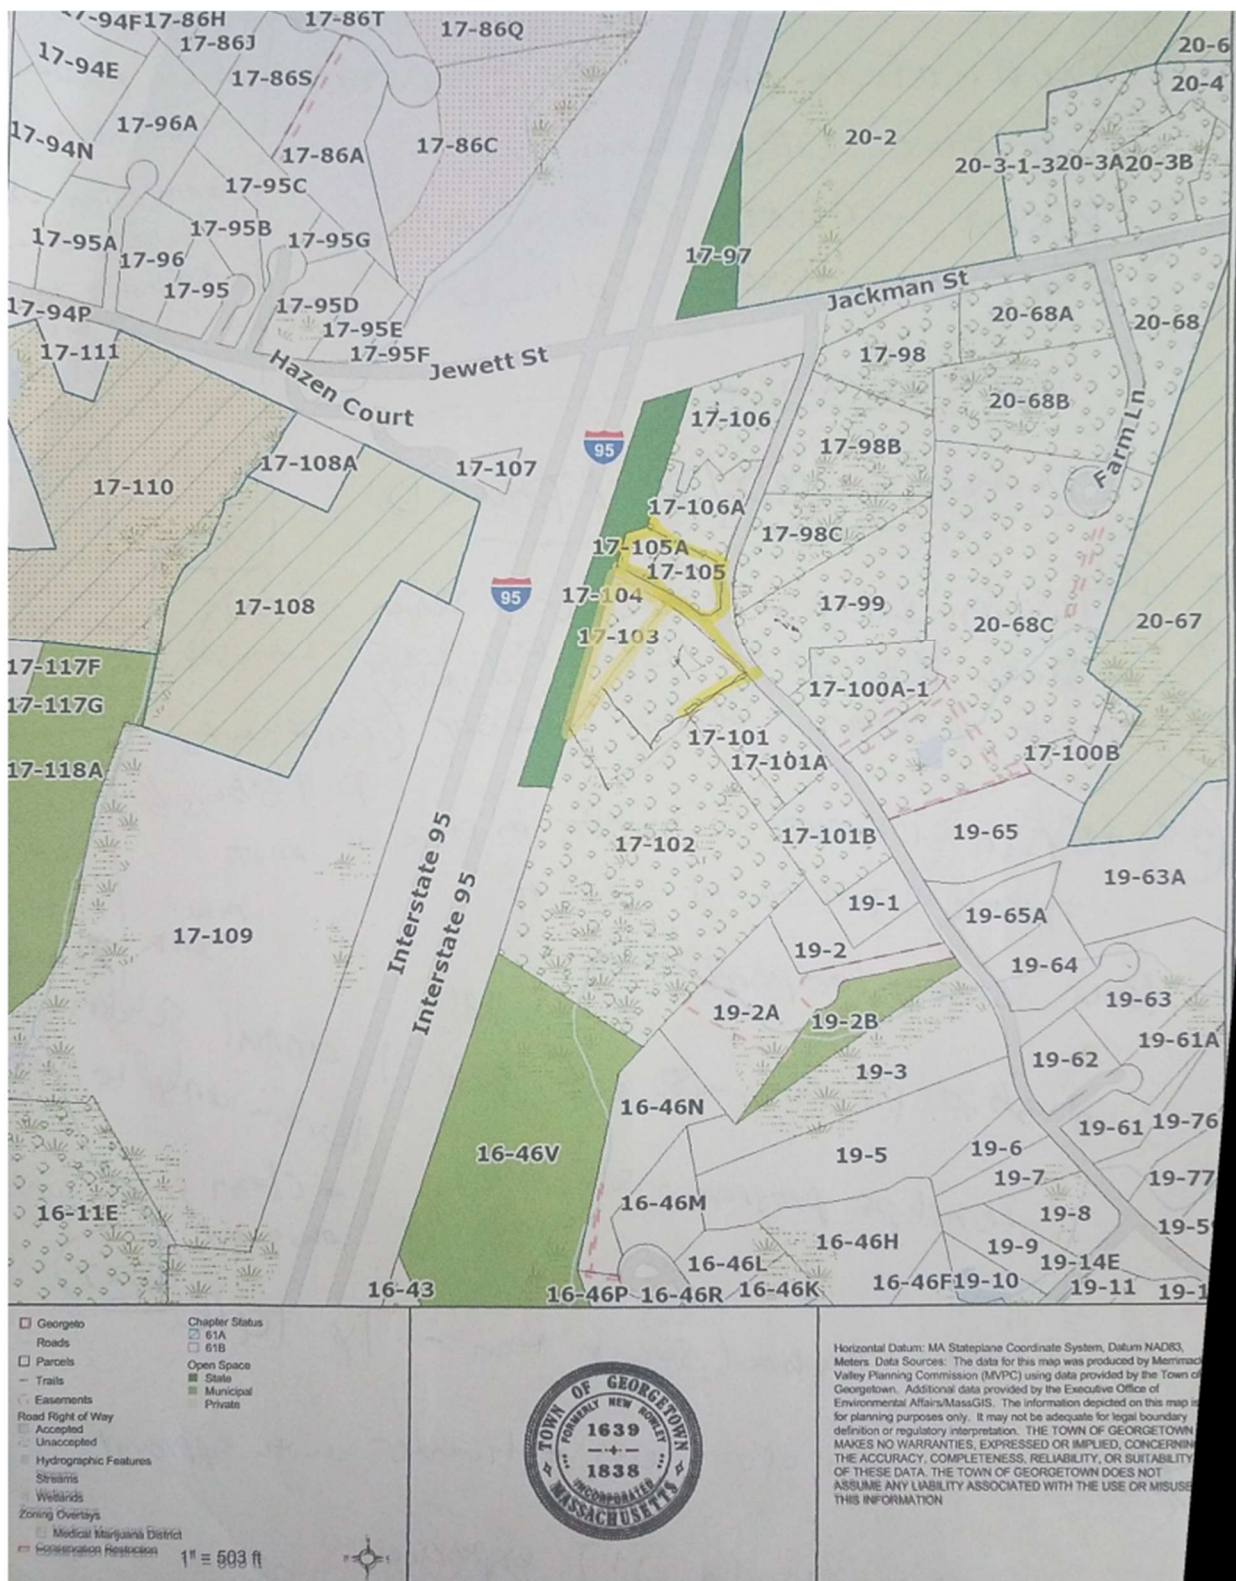 17-94F
17-86H
17-86T
17-86Q
17-86J
20-6
17-94E
17-86S
20-4
17-96A
17-94N
20-2
17-86A
17-86C
20-3-1-3
20-3A
20-3B
17-95C
17-95B
17-95A
17-95G
17-96
17-97
17-95
17-95D
Jackman St
17-94P
17-95E
20-68A
20-68
17-111
17-95F
Jewett St
17-98
Hazen Court
20-68B
17-106
Farm Ln
17-98B
95
17-108A
17-107
17-110
17-106A
17-98C
17-105A
17-105
95
17-104
17-99
17-108
20-68C
20-67
17-103
17-117F
17-100A-1
17-117G
17-101
17-100B
17-118A
17-101A
19-65
17-101B
17-102
Interstate 95
Interstate 95
19-63A
19-1
19-65A
17-109
19-2
19-64
19-63
19-2A
19-2B
19-61A
19-62
19-3
16-46N
19-61
19-76
16-46V
19-5
19-6
19-7
19-77
16-46M
16-11E
19-8
16-46H
19-9
16-46L
19-14E
16-43
16-46P
16-46R
16-46K
16-46F
19-10
19-11
Georgeto
Roads
Parcels
Trails
Easements
Road Right of Way
Accepted
Unaccepted
Hydrographic Features
Streams
Wetlands
Zoning Overlays
Medical Marijuana District
Conservation Restriction
Chapter Status
61A
61B
Open Space
State
Municipal
Private
1" = 503 ft
TOWN OF GEORGETOWN
FORMERLY NEW ROWLEY
1639
1838
INCORPORATED
MASSACHUSETTS
Horizontal Datum: MA Stateplane Coordinate System, Datum NAD83,
Meters Data Sources: The data for this map was produced by Merrimac
Valley Planning Commission (MVPC) using data provided by the Town of
Georgetown. Additional data provided by the Executive Office of
Environmental Affairs/MassGIS. The information depicted on this map is
for planning purposes only. It may not be adequate for legal boundary
definition or regulatory interpretation. THE TOWN OF GEORGETOWN
MAKES NO WARRANTIES, EXPRESSED OR IMPLIED, CONCERNIN
THE ACCURACY, COMPLETENESS, RELIABILITY, OR SUITABILITY
OF THESE DATA. THE TOWN OF GEORGETOWN DOES NOT
ASSUME ANY LIABILITY ASSOCIATED WITH THE USE OR MISUSE
THIS INFORMATION